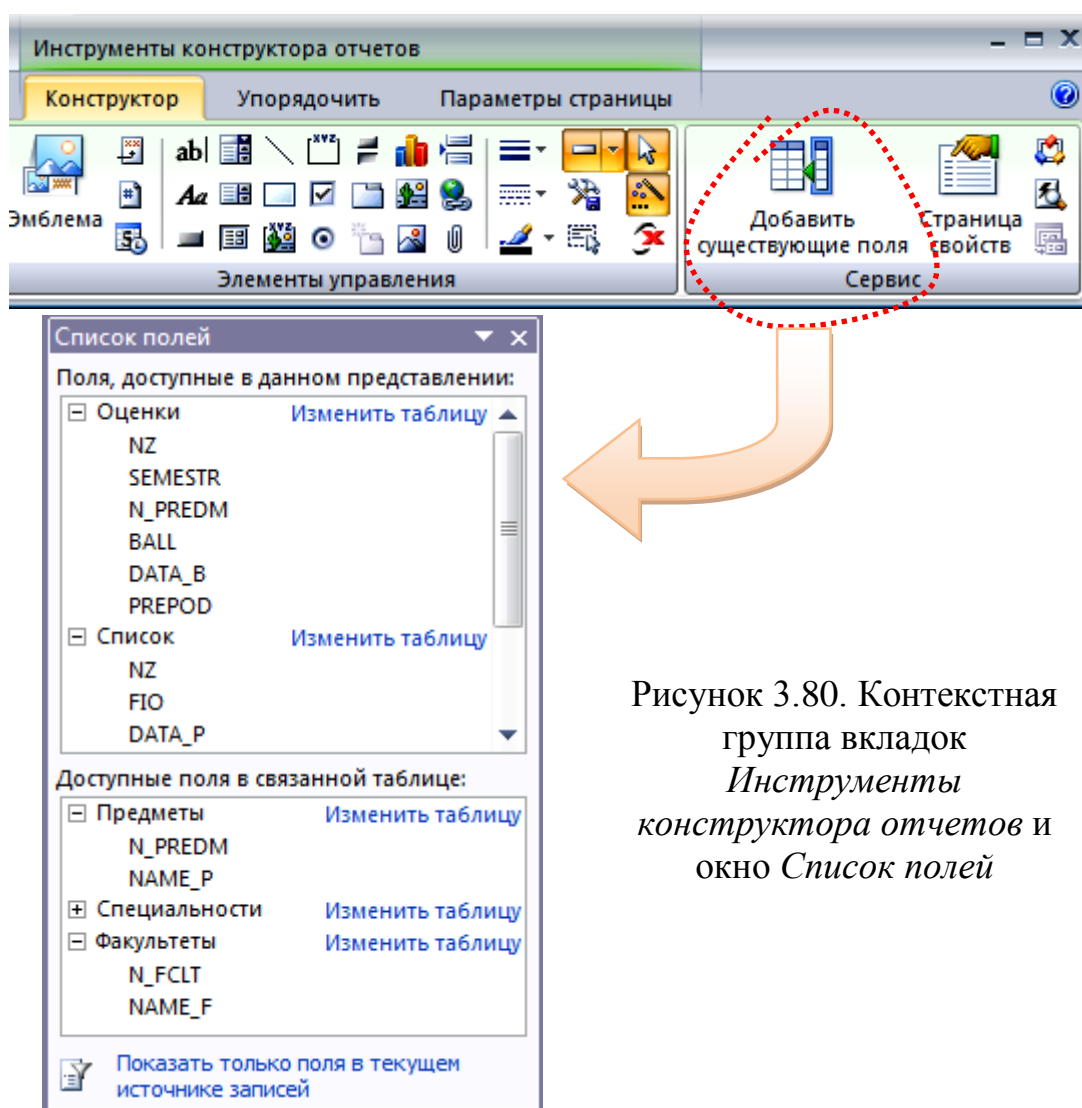 Инструменты конструктора отчетов
Конструктор Упорядочить Параметры страницы
ab| XYZ
Aa
Эмблема
Добавить существующие поля
Страница свойств
Элементы управления Сервис
Список полей
Поля, доступные в данном представлении:
Оценки Изменить таблицу
NZ
SEMESTR
N_PREDM
BALL
DATA_B
PREPOD
Список Изменить таблицу
NZ
FIO
DATA_P
Доступные поля в связанной таблице:
Предметы Изменить таблицу
N_PREDM
NAME_P
Специальности Изменить таблицу
Факультеты Изменить таблицу
N_FCLT
NAME_F
Показать только поля в текущем
источнике записей
Рисунок 3.80. Контекстная
группа вкладок
Инструменты
конструктора отчетов и
окно Список полей